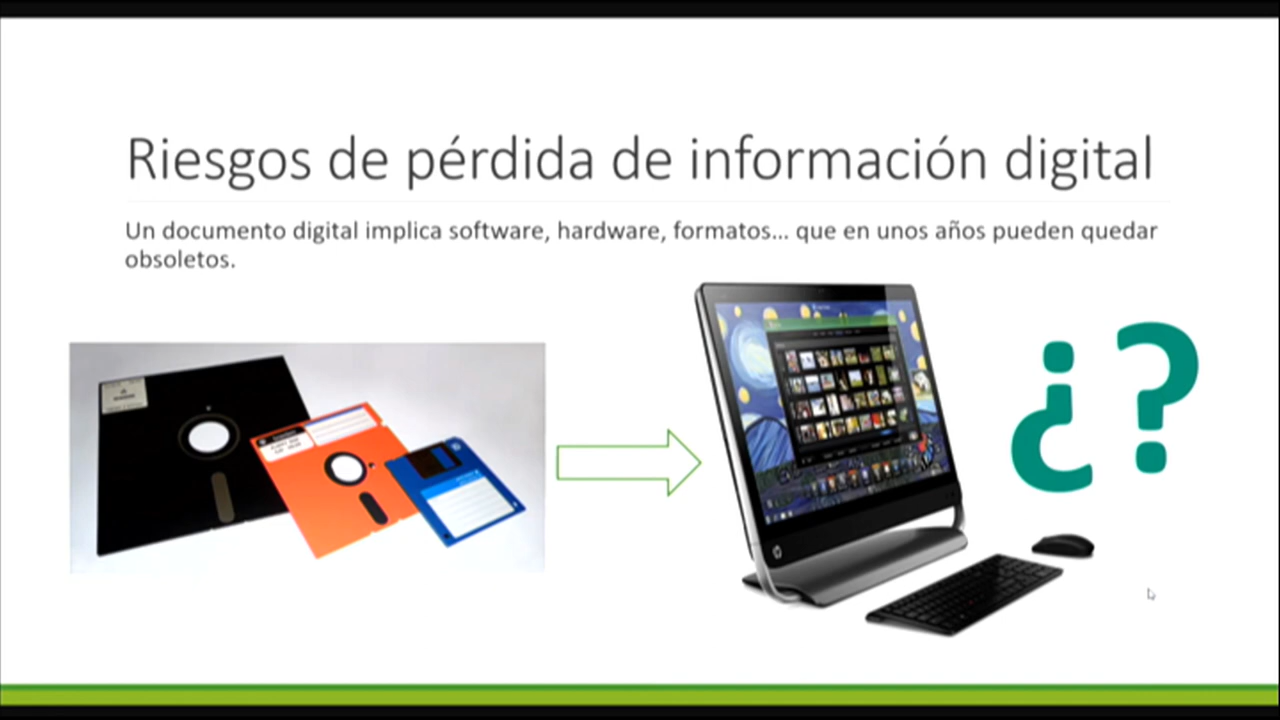 Riesgos de pérdida de información digital
Un documento digital implica software, hardware, formatos... que en unos años pueden quedar
obsoletos.
¿?